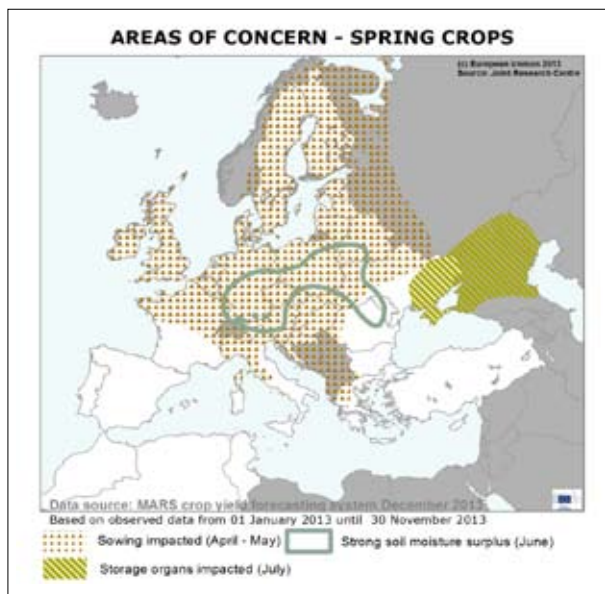 AREAS OF CONCERN - SPRING CROPS
(c) European Union 2013
Source: Joint Research Centre
Data source: MARS crop yield forecasting system December 2013
Based on observed data from 01 January 2013 until 30 November 2013
Sowing impacted (April - May)
Strong soil moisture surplus (June)
Storage organs impacted (July)